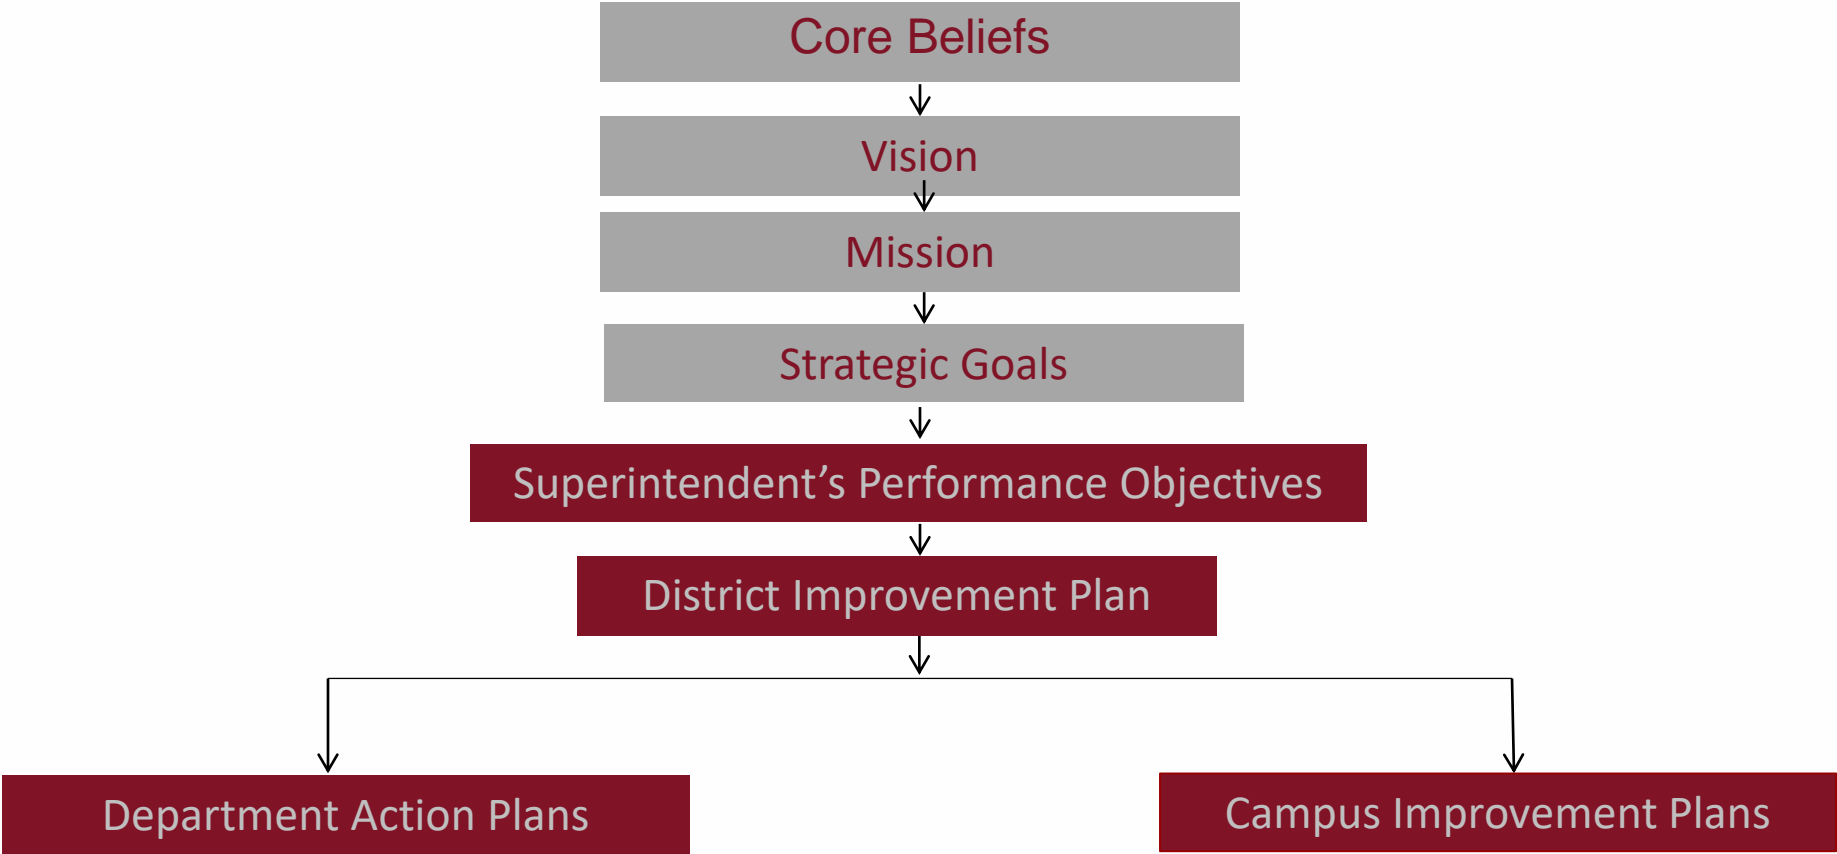 Core Beliefs
Vision
Mission
Strategic Goals
Superintendent’s Performance Objectives
District Improvement Plan
Department Action Plans
Campus Improvement Plans